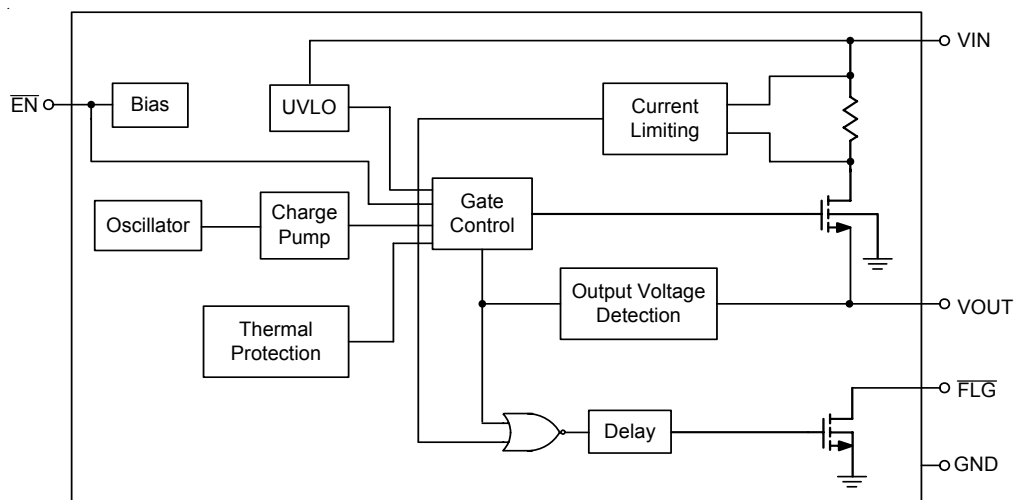 VIN
EN
Bias
UVLO
Current
Limiting
Oscillator
Charge
Pump
Gate
Control
Thermal
Protection
Output Voltage
Detection
VOUT
FLG
Delay
GND